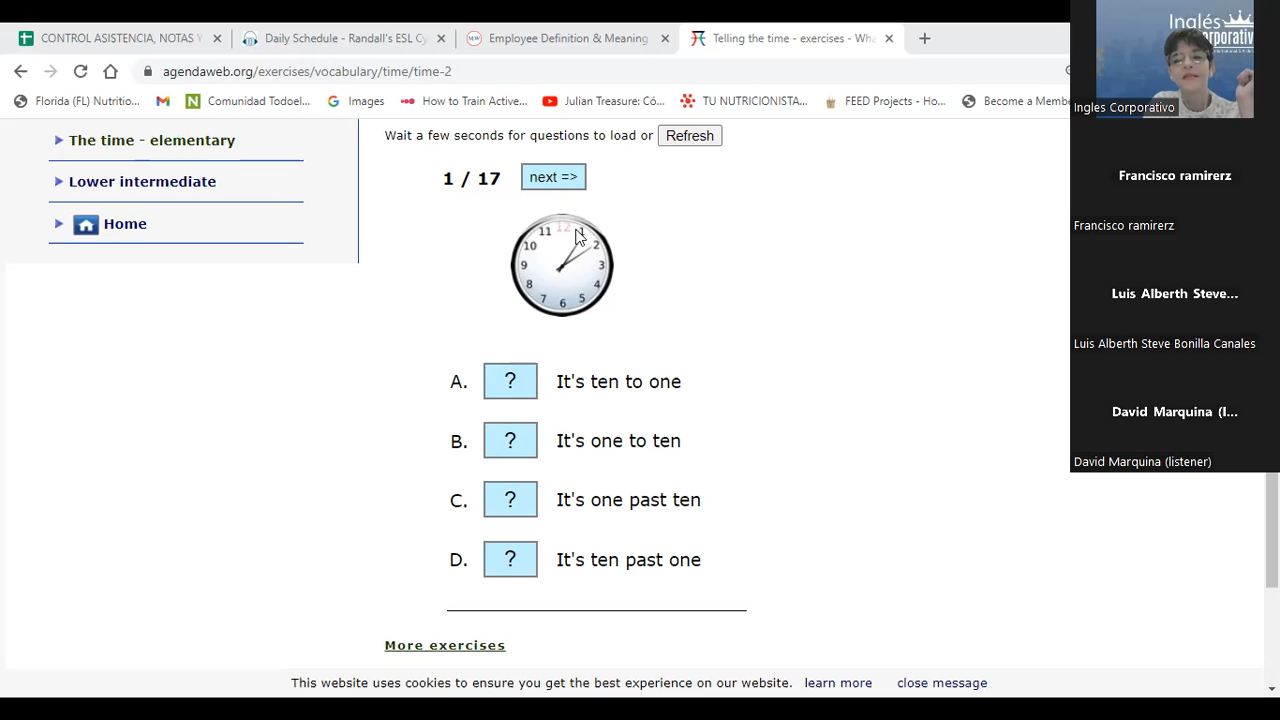 CONTROL ASISTENCIA, NOTAS Y
Daily Schedule - Randall's ESL Cy
Employee Definition & Meaning
Telling the time - exercises - Wha
agendaweb.org/exercises/vocabulary/time/time-2
Florida (FL) Nutritio...
Comunidad Todoel...
Images
How to Train Active...
Julian Treasure: Có...
TU NUTRICIONISTA...
FEED Projects - Ho...
Become a Membe
The time - elementary
Lower intermediate
Home
Wait a few seconds for questions to load or Refresh
1 / 17 next =>
11 12 1
10 2
9 3
8 4
7 6 5
A. ? It's ten to one
B. ? It's one to ten
C. ? It's one past ten
D. ? It's ten past one
More exercises
This website uses cookies to ensure you get the best experience on our website. learn more close message
Inglés
Corporativ
Ingles Corporativo
Francisco ramirerz
Francisco ramirerz
Luis Alberth Steve...
Luis Alberth Steve Bonilla Canales
David Marquina (l...
David Marquina (listener)